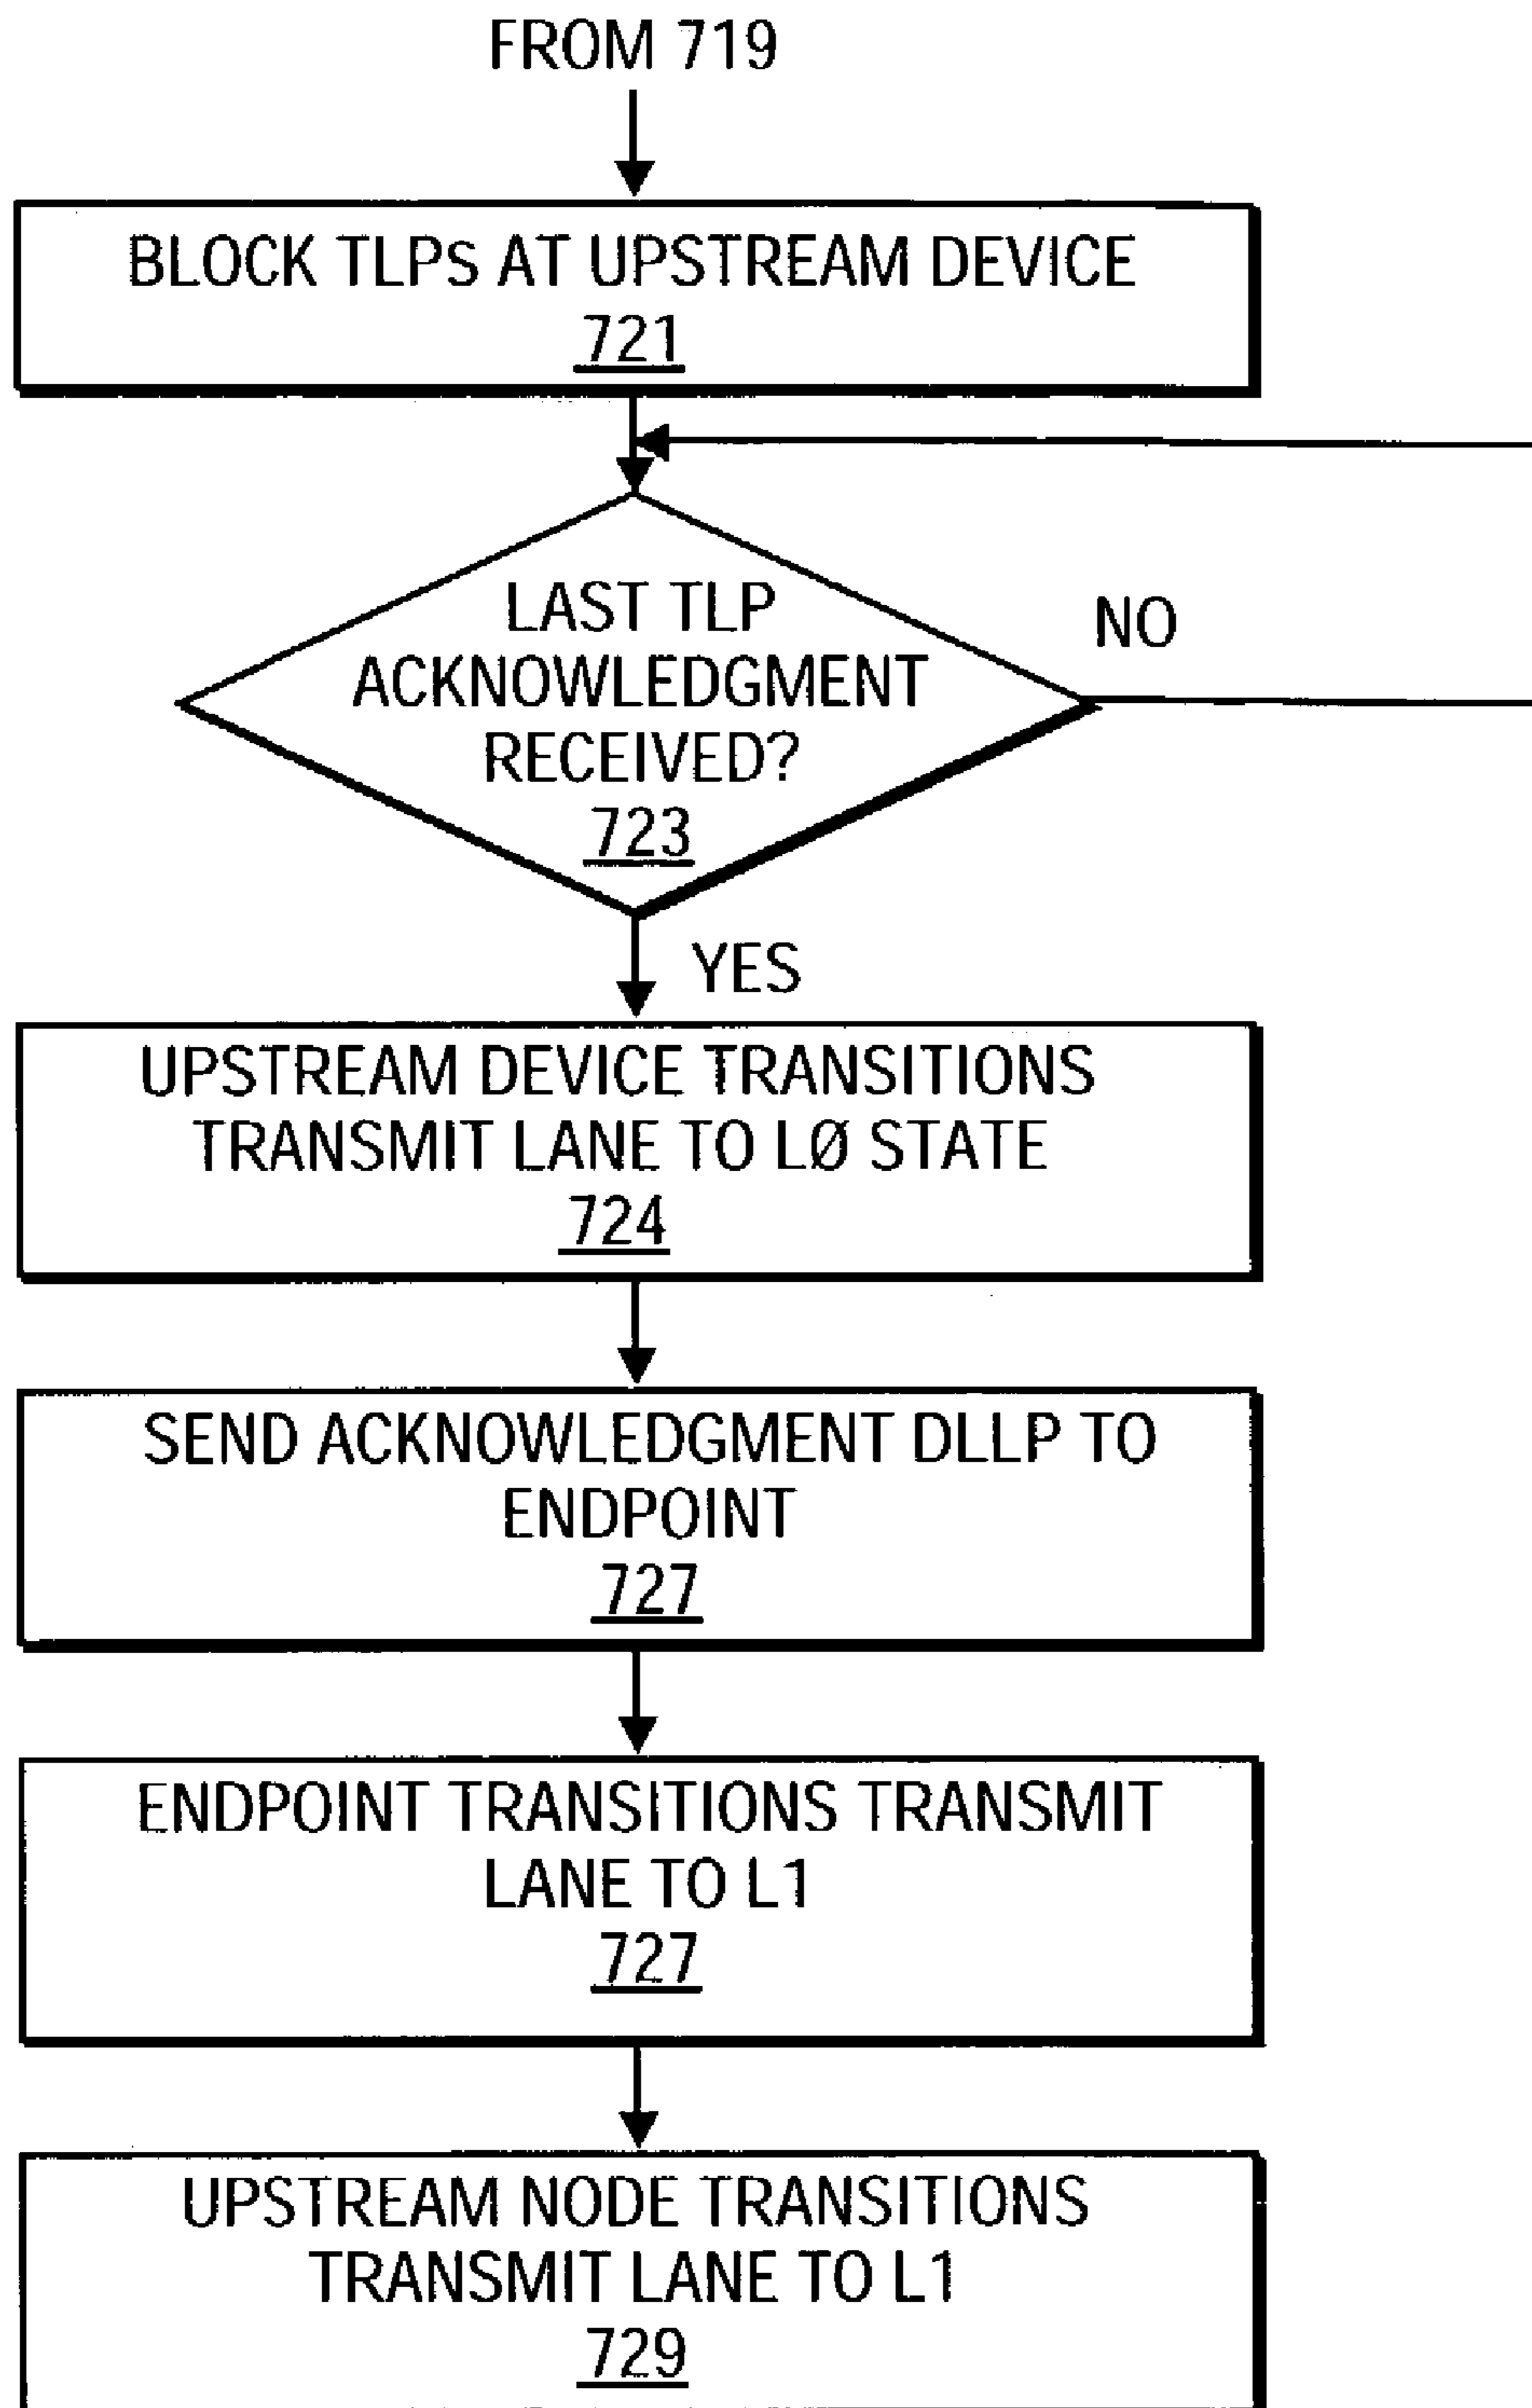 FROM 719
BLOCK TLPs AT UPSTREAM DEVICE
721
LAST TLP
ACKNOWLEDGMENT
RECEIVED?
723
NO
YES
UPSTREAM DEVICE TRANSITIONS
TRANSMIT LANE TO LØ STATE
724
SEND ACKNOWLEDGMENT DLLP TO
ENDPOINT
727
ENDPOINT TRANSITIONS TRANSMIT
LANE TO L1
727
UPSTREAM NODE TRANSITIONS
TRANSMIT LANE TO L1
729